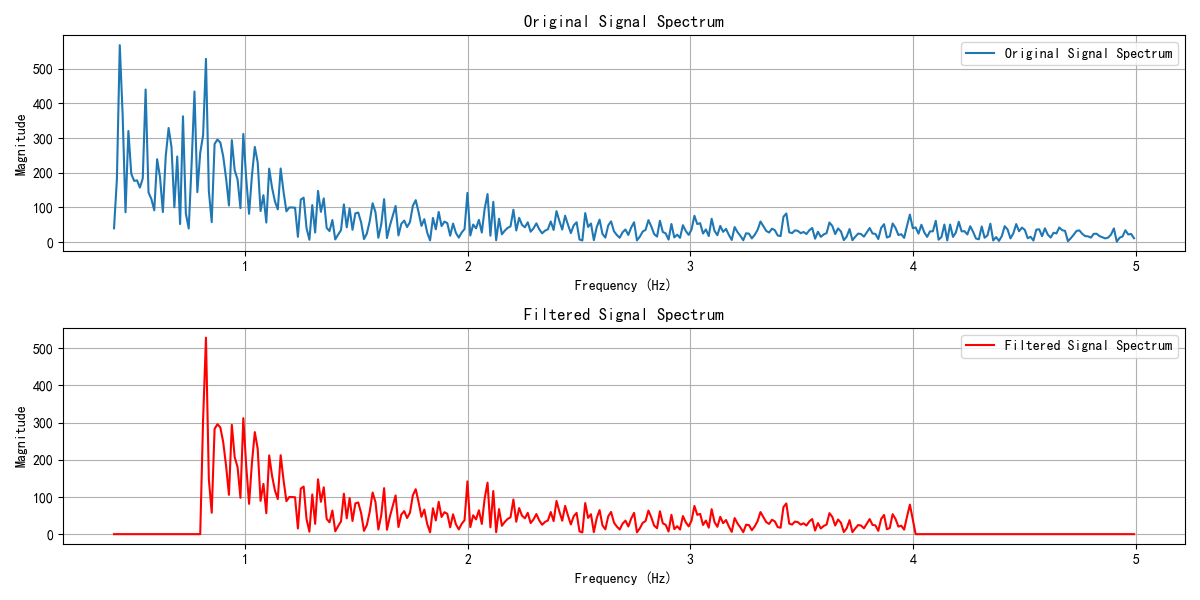 Original Signal Spectrum
Original Signal Spectrum
Magnitude
500
400
300
200
100
0
1
2
3
4
5
Frequency (Hz)
Filtered Signal Spectrum
Filtered Signal Spectrum
Magnitude
500
400
300
200
100
0
1
2
3
4
5
Frequency (Hz)